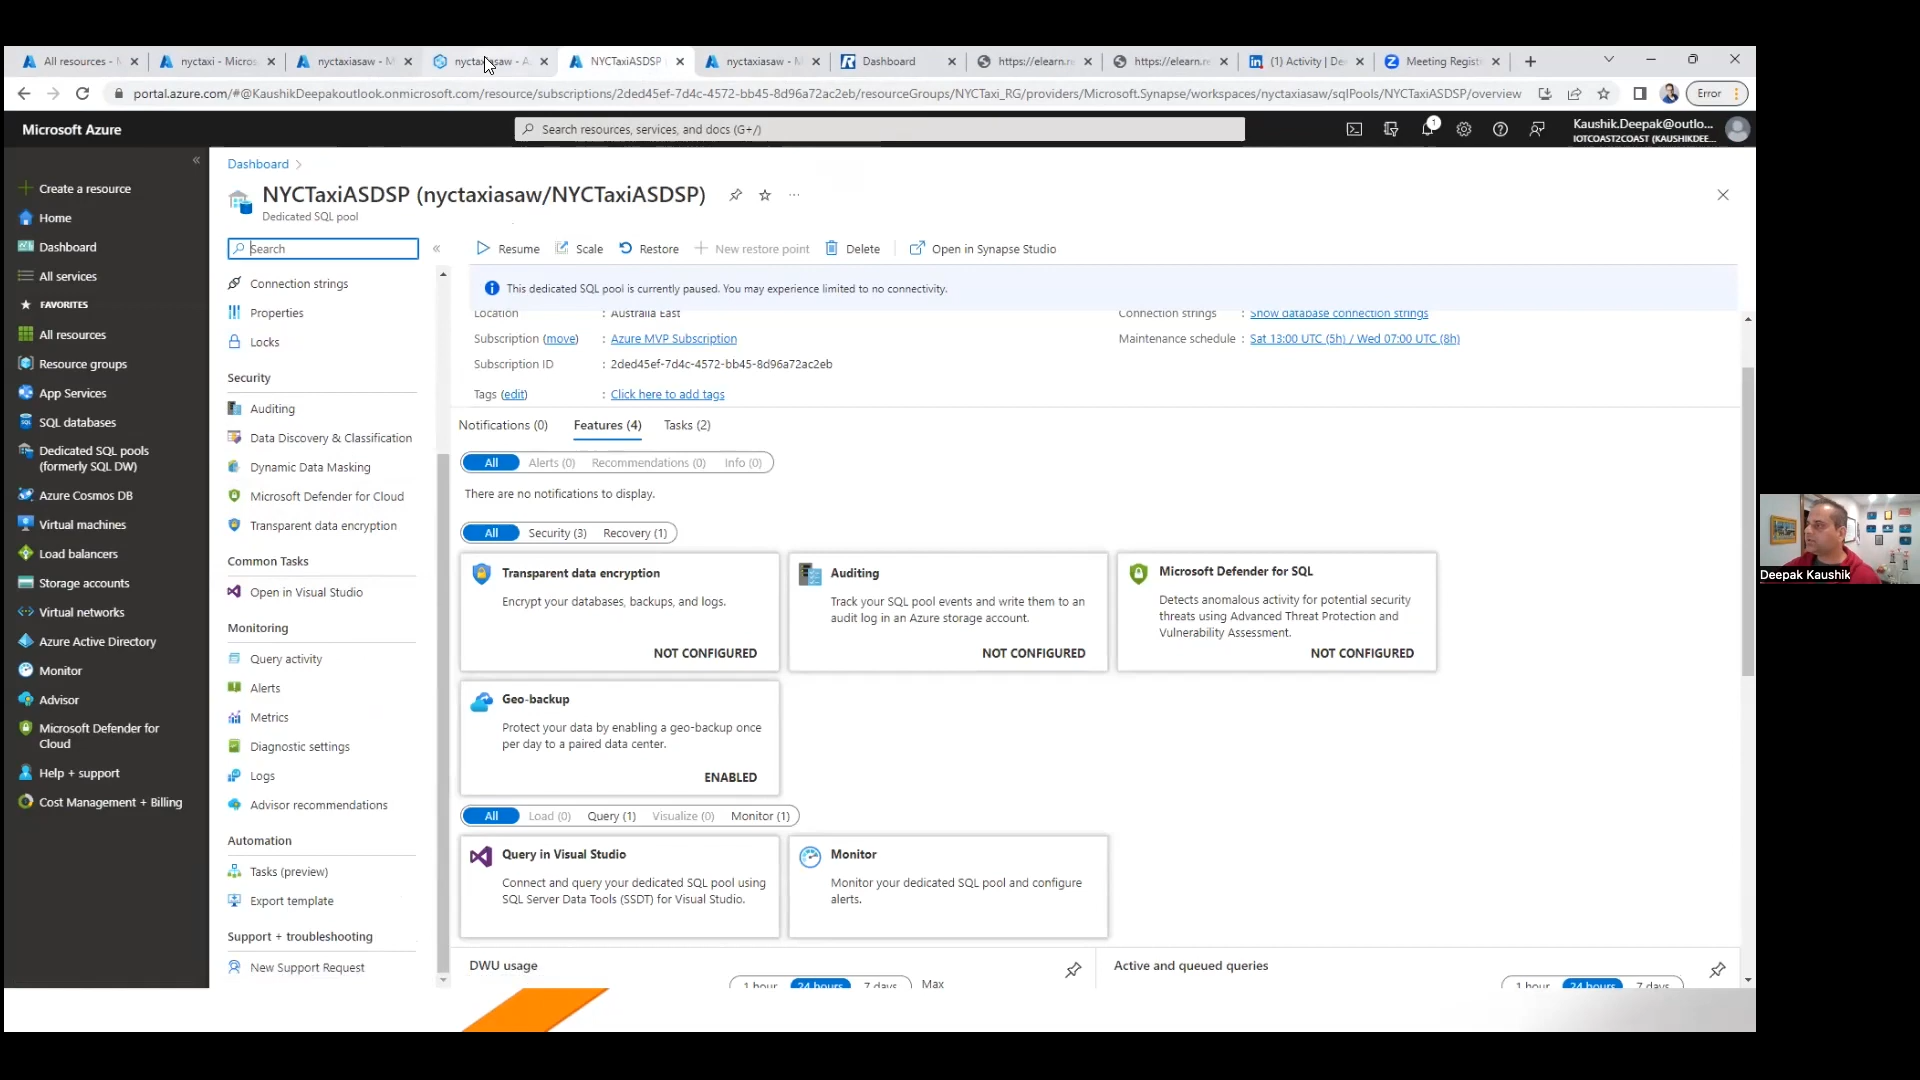 All resources - M
nyctaxi - Micros
nyctaxiasaw - M
nyctaxiasaw - A
NYCTaxiASDSP
nyctaxiasaw - M
Dashboard
https://elearn.re
https://elearn.re
(1) Activity | De
Meeting Regist
portal.azure.com/#@KaushikDeepakoutlook.onmicrosoft.com/resource/subscriptions/2ded45ef-7d4c-4572-bb45-8d96a72ac2eb/resourceGroups/NYCTaxi_RG/providers/Microsoft.Synapse/workspaces/nyctaxiasaw/sqlPools/NYCTaxiASDSP/overview
Error
Microsoft Azure
Search resources, services, and docs (G+/)
1
Kaushik.Deepak@outlo...
IOTCOAST2COAST (KAUSHIKDEE...
Create a resource
Home
Dashboard
All services
FAVORITES
All resources
Resource groups
App Services
SQL databases
Dedicated SQL pools
(formerly SQL DW)
Azure Cosmos DB
Virtual machines
Load balancers
Storage accounts
Virtual networks
Azure Active Directory
Monitor
Advisor
Microsoft Defender for
Cloud
Help + support
Cost Management + Billing
Dashboard
NYCTaxiASDSP (nyctaxiasaw/NYCTaxiASDSP)
Dedicated SQL pool
Search
Connection strings
Properties
Locks
Security
Auditing
Data Discovery & Classification
Dynamic Data Masking
Microsoft Defender for Cloud
Transparent data encryption
Common Tasks
Open in Visual Studio
Monitoring
Query activity
Alerts
Metrics
Diagnostic settings
Logs
Advisor recommendations
Automation
Tasks (preview)
Export template
Support + troubleshooting
New Support Request
Resume
Scale
Restore
New restore point
Delete
Open in Synapse Studio
This dedicated SQL pool is currently paused. You may experience limited to no connectivity.
Location : Australia East
Connection strings : Show database connection strings
Subscription (move) : Azure MVP Subscription
Maintenance schedule : Sat 13:00 UTC (5h) / Wed 07:00 UTC (8h)
Subscription ID : 2ded45ef-7d4c-4572-bb45-8d96a72ac2eb
Tags (edit) : Click here to add tags
Notifications (0)
Features (4)
Tasks (2)
All Alerts (0) Recommendations (0) Info (0)
There are no notifications to display.
All Security (3) Recovery (1)
Transparent data encryption
Encrypt your databases, backups, and logs.
NOT CONFIGURED
Auditing
Track your SQL pool events and write them to an
audit log in an Azure storage account.
NOT CONFIGURED
Microsoft Defender for SQL
Detects anomalous activity for potential security
threats using Advanced Threat Protection and
Vulnerability Assessment.
NOT CONFIGURED
Geo-backup
Protect your data by enabling a geo-backup once
per day to a paired data center.
ENABLED
All Load (0) Query (1) Visualize (0) Monitor (1)
Query in Visual Studio
Connect and query your dedicated SQL pool using
SQL Server Data Tools (SSDT) for Visual Studio.
Monitor
Monitor your dedicated SQL pool and configure
alerts.
DWU usage
1 hour 24 hours 7 days Max
Active and queued queries
1 hour 24 hours 7 days
Deepak Kaushik